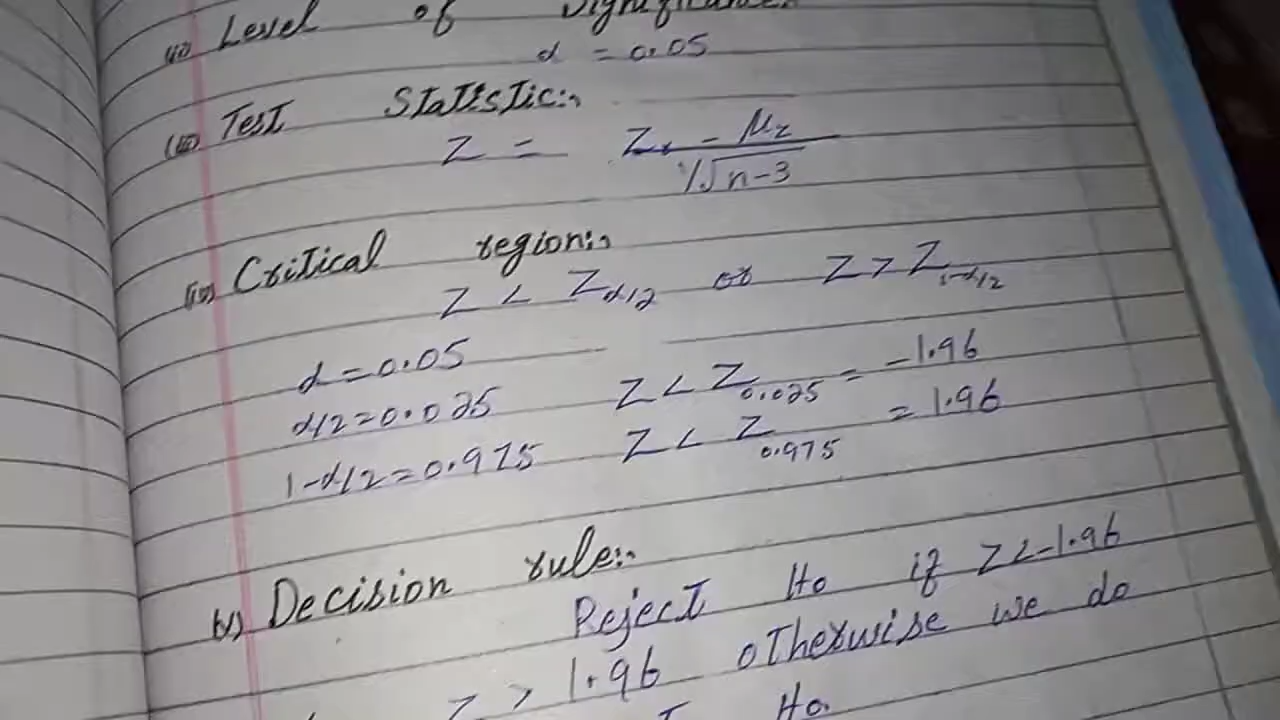 (ii) Level of Significance:
α = 0.05
(iii) Test Statistic:-
Z = Zᵣ - μz
1/√n-3
(iv) Critical region:-
Z < Zα/2 or Z > Z1-α/2
α = 0.05
α/2 = 0.025 Z < Z0.025 = -1.96
1-α/2 = 0.975 Z < Z0.975 = 1.96
(v) Decision rule:-
Reject Ho if Z < -1.96
Z > 1.96 otherwise we do
Ho.